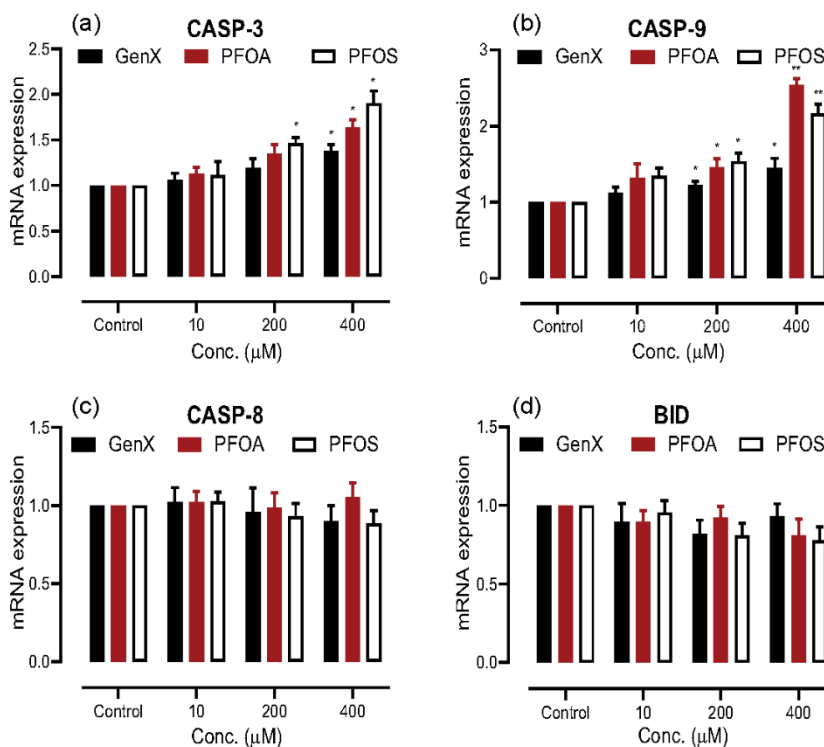 (a) CASP-3
GenX PFOA PFOS
mRNA expression
2.5
2.0
1.5
1.0
0.5
0.0
* * * *
Control 10 200 400
Conc. (μM)
(b) CASP-9
GenX PFOA PFOS
mRNA expression
3
2
1
0
* * * * ** **
Control 10 200 400
Conc. (μM)
(c) CASP-8
GenX PFOA PFOS
mRNA expression
1.5
1.0
0.5
0.0
Control 10 200 400
Conc. (μM)
(d) BID
GenX PFOA PFOS
mRNA expression
1.5
1.0
0.5
0.0
Control 10 200 400
Conc. (μM)